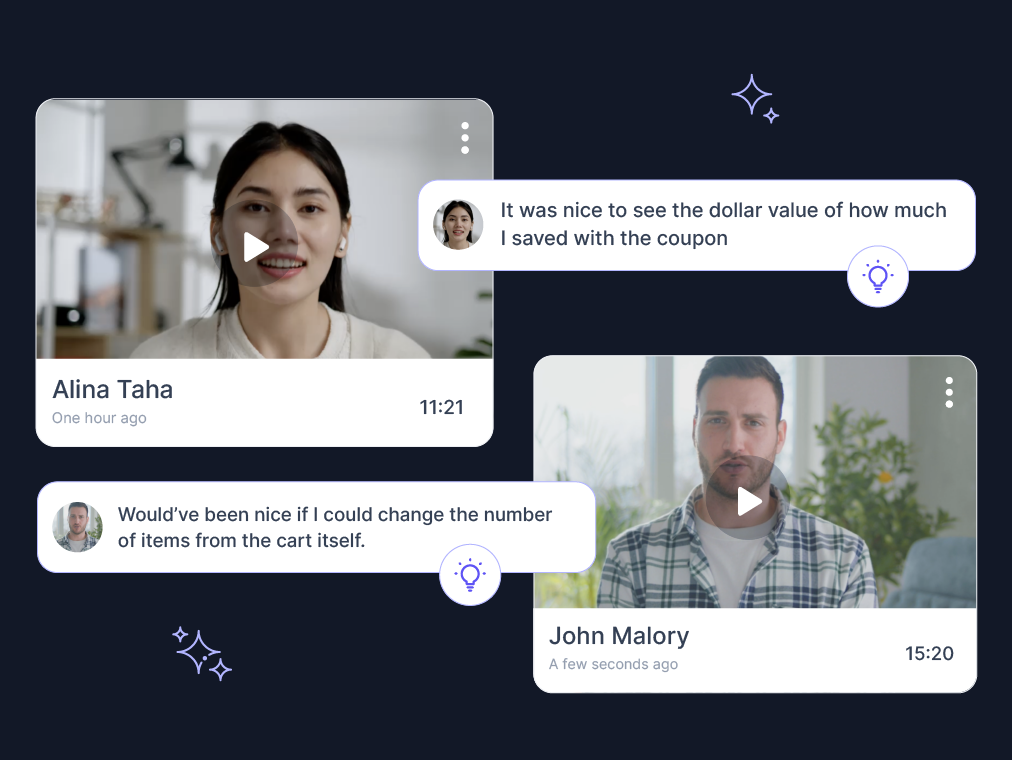 It was nice to see the dollar value of how much
I saved with the coupon
Alina Taha
One hour ago
11:21
Would’ve been nice if I could change the number
of items from the cart itself.
John Malory
A few seconds ago
15:20